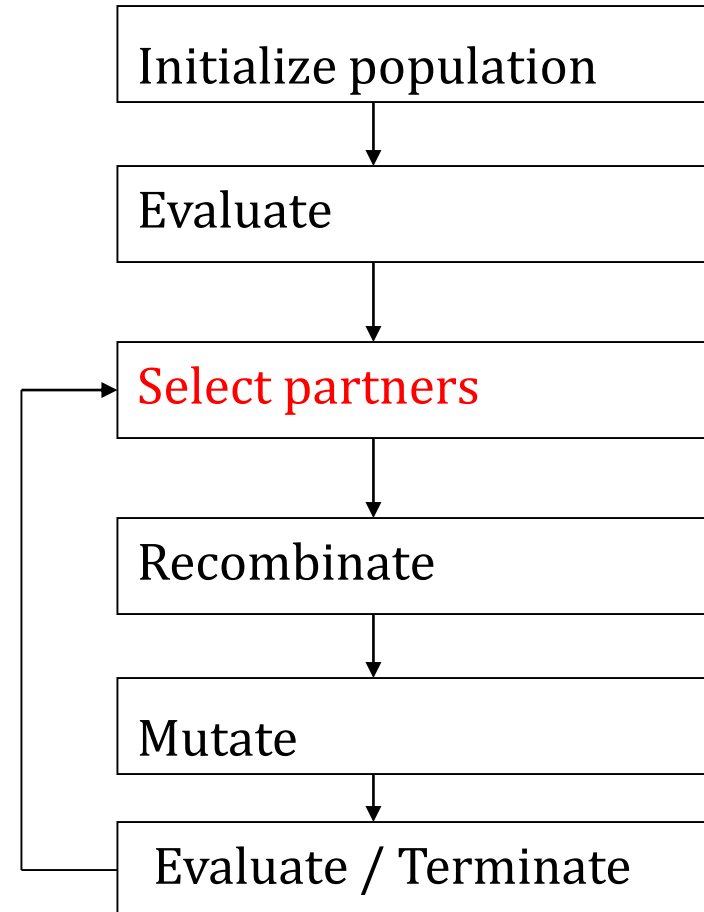 Initialize population
Evaluate
Select partners
Recombinate
Mutate
Evaluate / Terminate